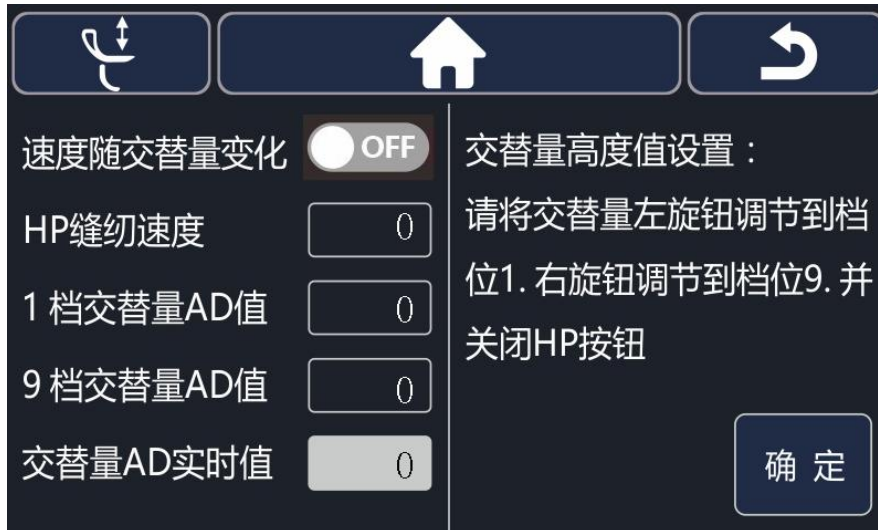 速度随交替量变化 OFF
HP缝纫速度 0
1档交替量AD值 0
9档交替量AD值 0
交替量AD实时值 0
交替量高度值设置：
请将交替量左旋钮调节到档
位1.右旋钮调节到档位9.并
关闭HP按钮
确 定